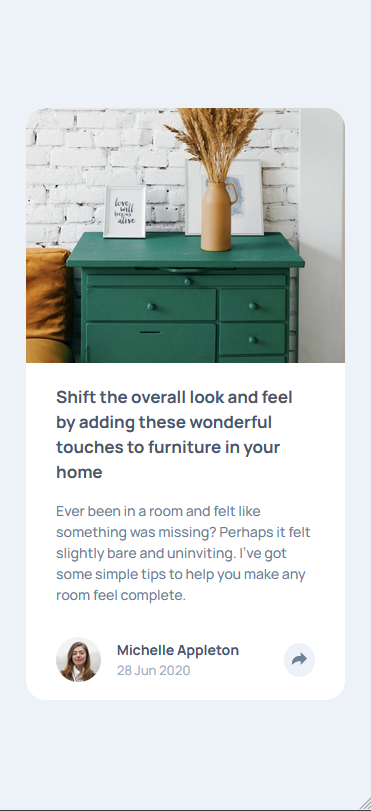 love
will
begins
alive
Shift the overall look and feel
by adding these wonderful
touches to furniture in your
home
Ever been in a room and felt like
something was missing? Perhaps it felt
slightly bare and uninviting. I've got
some simple tips to help you make any
room feel complete.
Michelle Appleton
28 Jun 2020